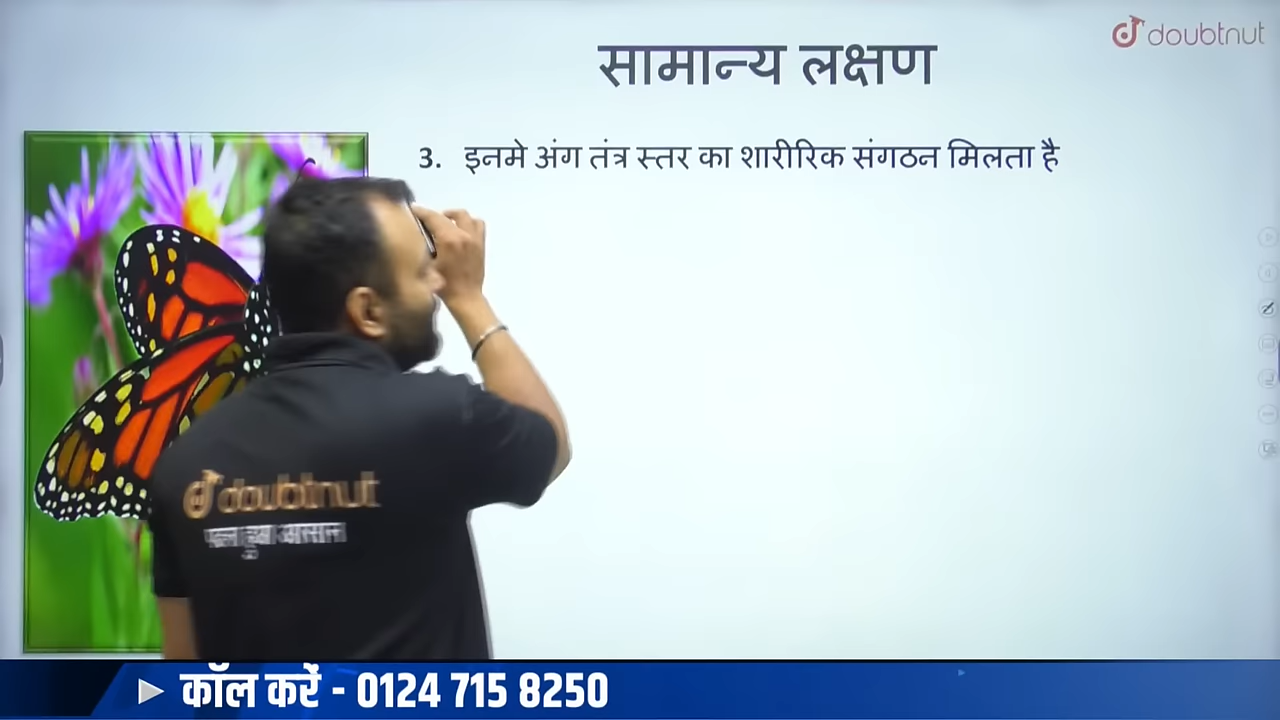 doubtnut
सामान्य लक्षण
3. इनमे अंग तंत्र स्तर का शारीरिक संगठन मिलता है
doubtnut
कॉल करें - 0124 715 8250